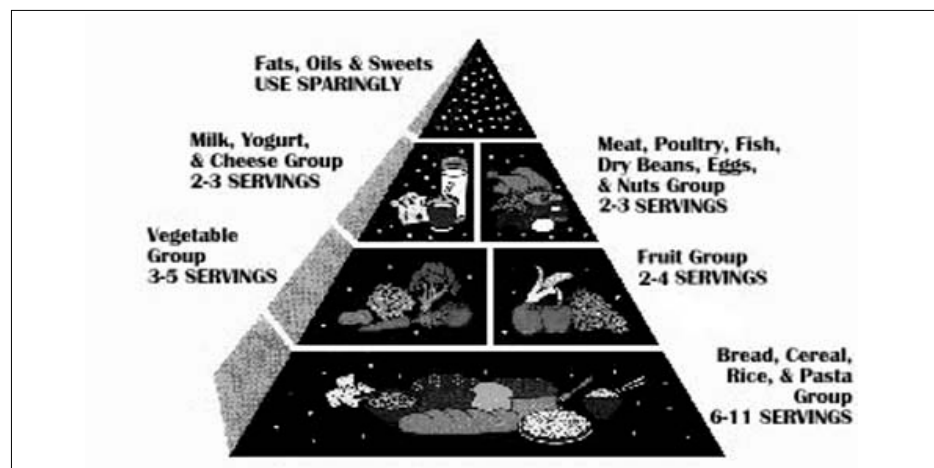 Fats, Oils & Sweets
USE SPARINGLY
Milk, Yogurt,
& Cheese Group
2-3 SERVINGS
Meat, Poultry, Fish,
Dry Beans, Eggs,
& Nuts Group
2-3 SERVINGS
Vegetable
Group
3-5 SERVINGS
Fruit Group
2-4 SERVINGS
Bread, Cereal,
Rice, & Pasta
Group
6-11 SERVINGS